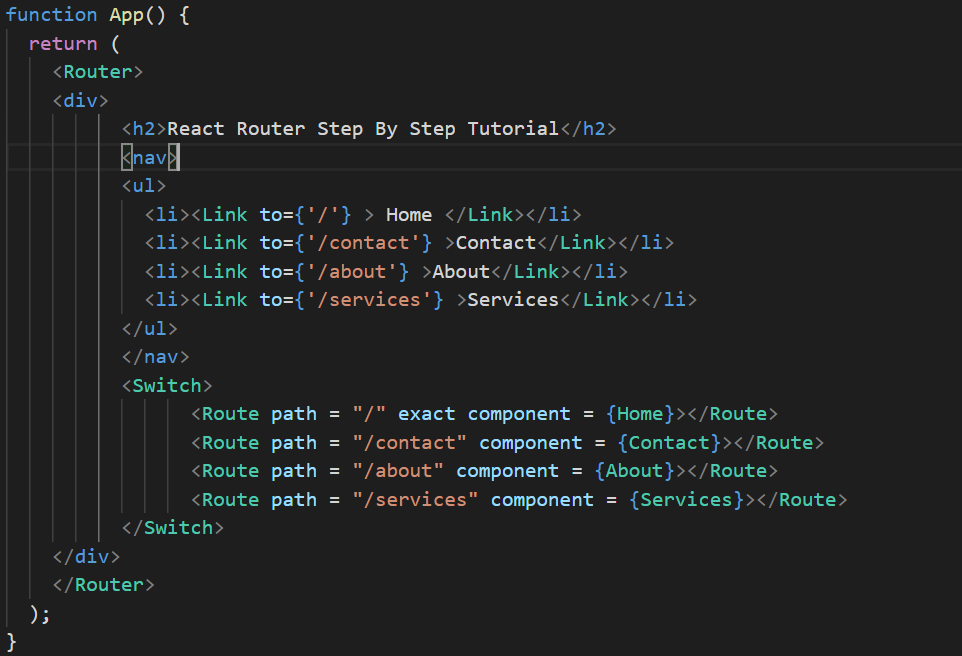 function App() {
  return (
    <Router>
    <div>
          <h2>React Router Step By Step Tutorial</h2>
          <nav>
          <ul>
            <li><Link to={'/'} > Home </Link></li>
            <li><Link to={'/contact'} >Contact</Link></li>
            <li><Link to={'/about'} >About</Link></li>
            <li><Link to={'/services'} >Services</Link></li>
          </ul>
          </nav>
          <Switch>
                <Route path = "/" exact component = {Home}></Route>
                <Route path = "/contact" component = {Contact}></Route>
                <Route path = "/about" component = {About}></Route>
                <Route path = "/services" component = {Services}></Route>
          </Switch>
    </div>
    </Router>
  );
}